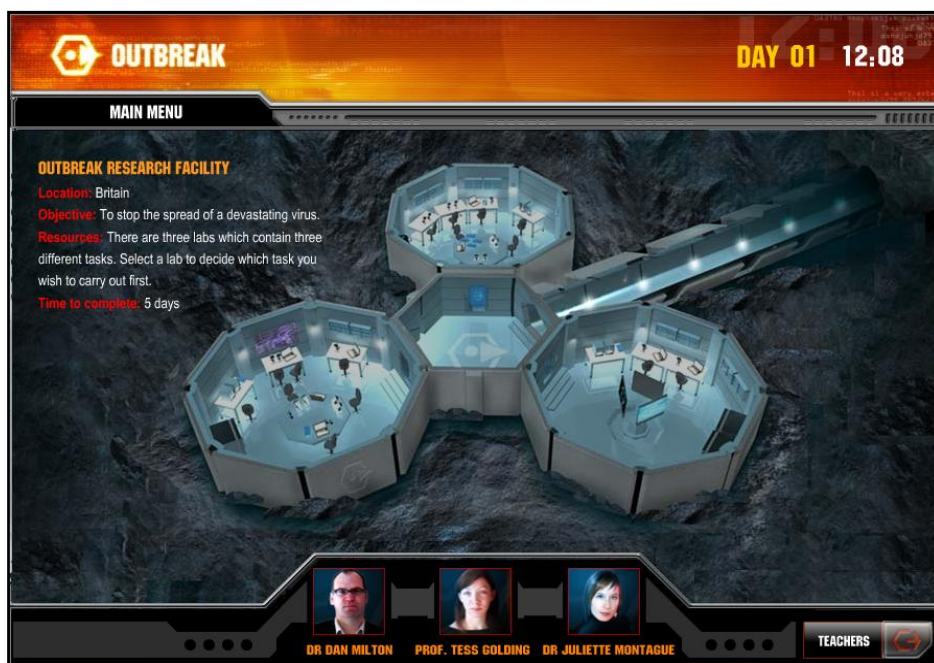 OUTBREAK
DAY 01 12:08
MAIN MENU
OUTBREAK RESEARCH FACILITY
Location: Britain
Objective: To stop the spread of a devastating virus.
Resources: There are three labs which contain three
different tasks. Select a lab to decide which task you
wish to carry out first.
Time to complete: 5 days
DR DAN MILTON
PROF. TESS GOLDING
DR JULIETTE MONTAGUE
TEACHERS